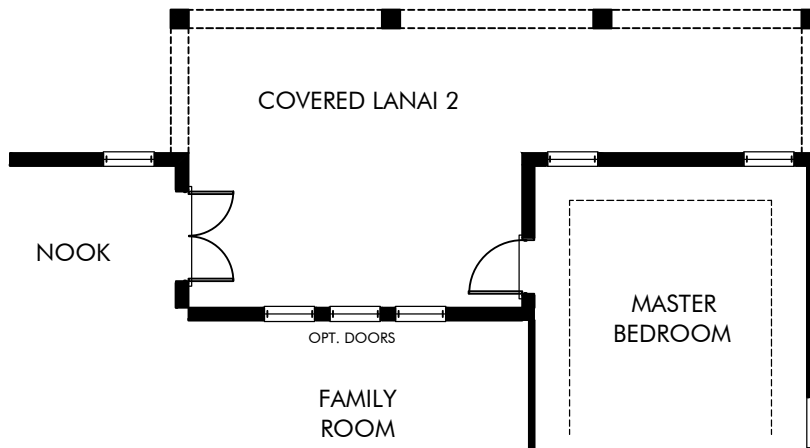 COVERED LANAI 2
NOOK
MASTER
BEDROOM
OPT. DOORS
FAMILY
ROOM